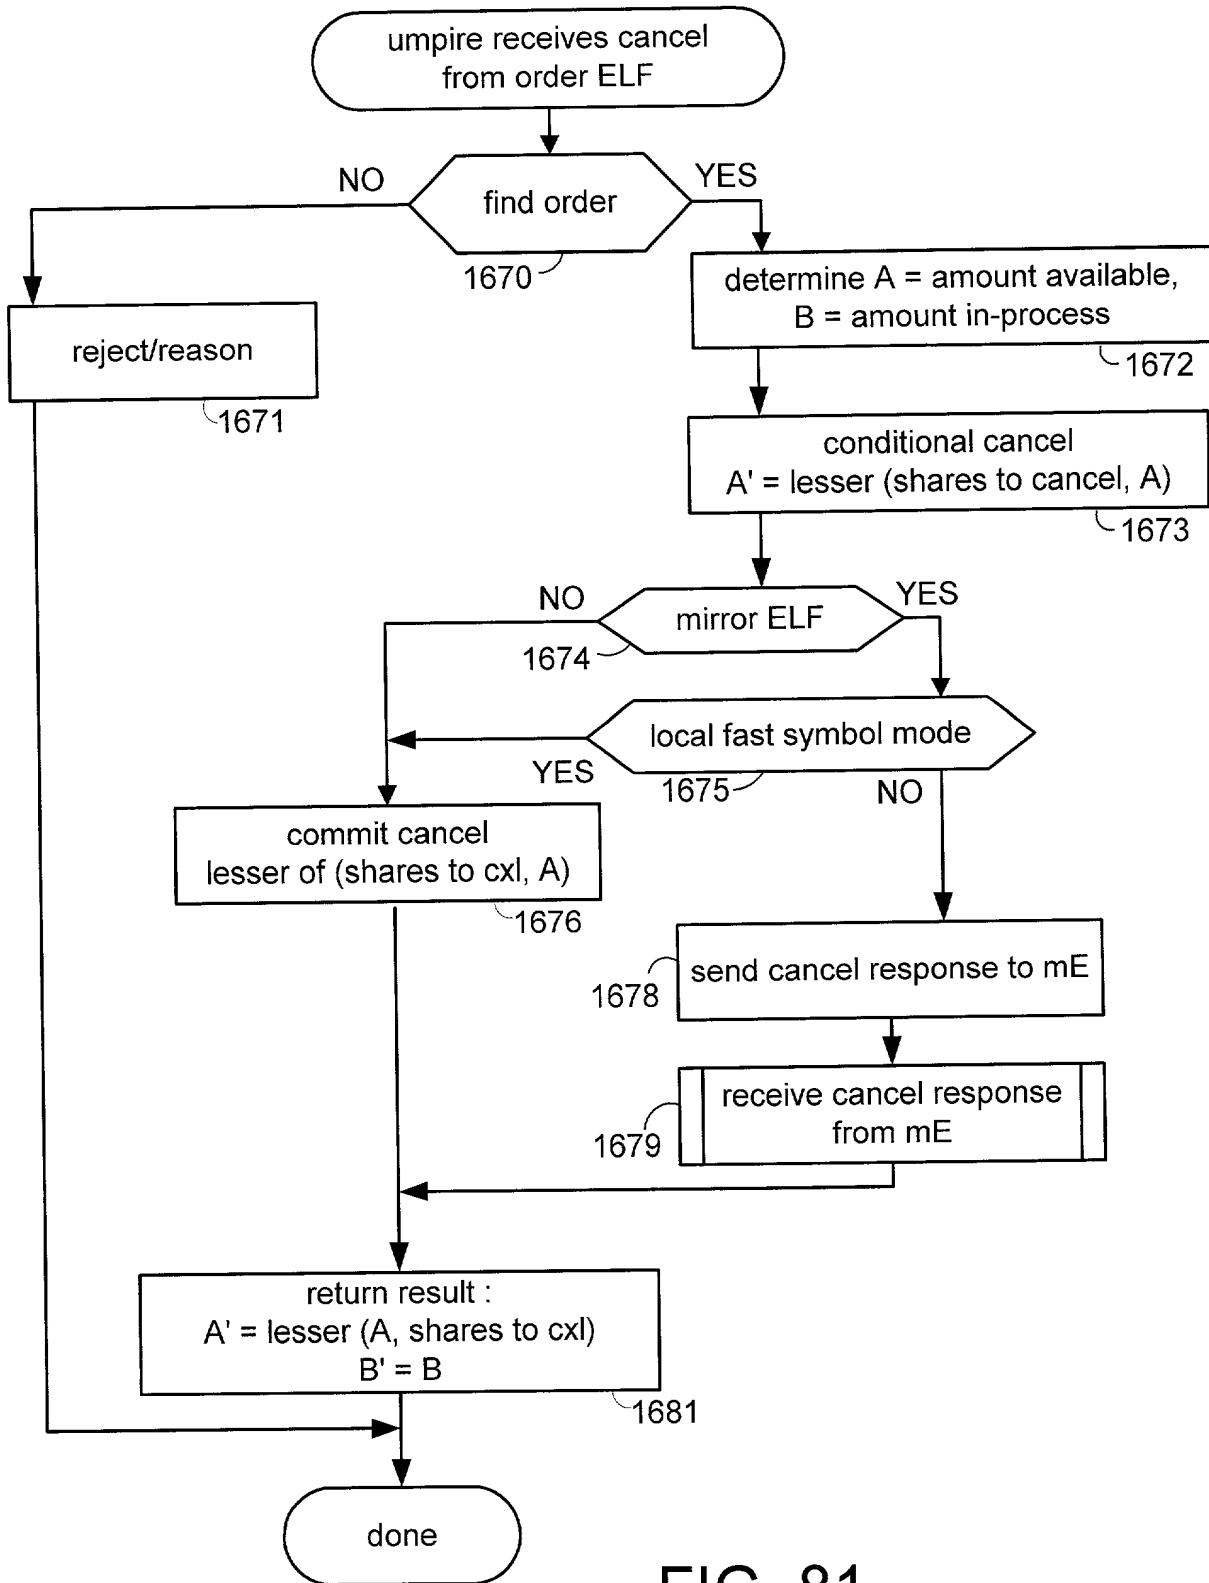 umpire receives cancel
from order ELF
NO
YES
find order
1670
determine A = amount available,
B = amount in-process
1672
reject/reason
1671
conditional cancel
A' = lesser (shares to cancel, A)
1673
NO
YES
mirror ELF
1674
local fast symbol mode
YES
1675
NO
commit cancel
lesser of (shares to cxl, A)
1676
send cancel response to mE
1678
receive cancel response
from mE
1679
return result :
A' = lesser (A, shares to cxl)
B' = B
1681
done
FIG. 81